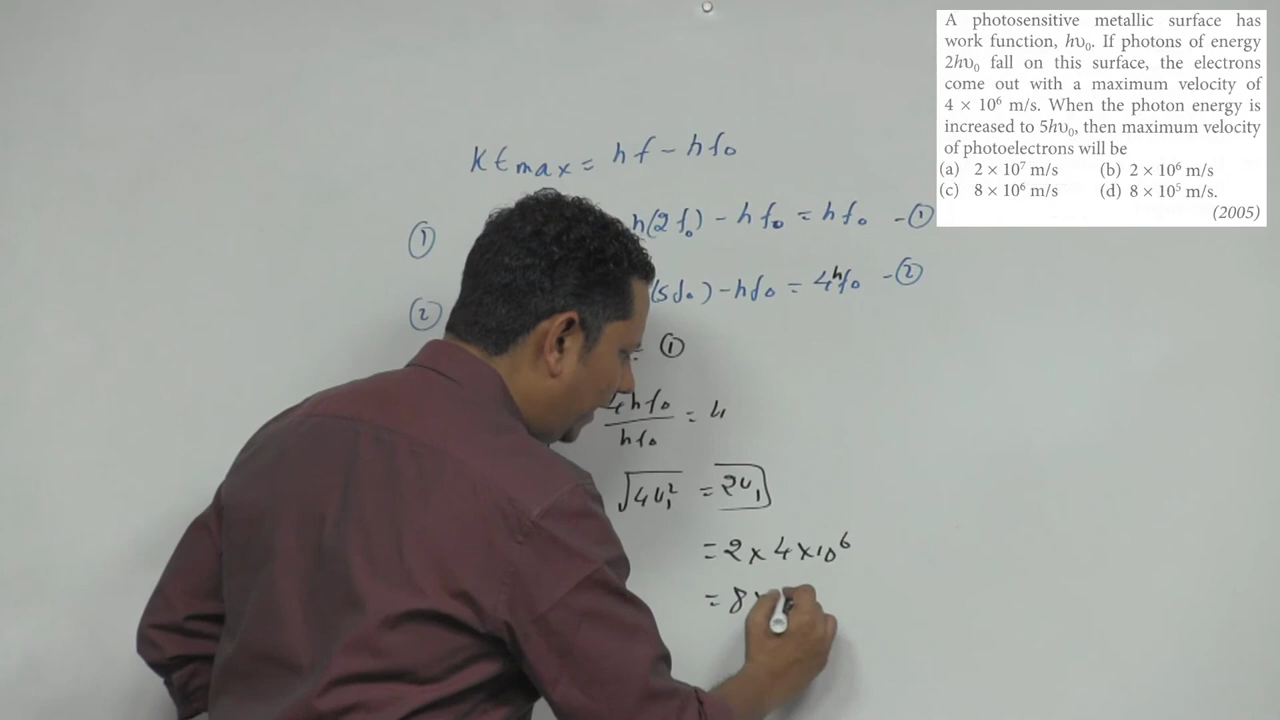 A photosensitive metallic surface has
work function, hυ₀. If photons of energy
2hυ₀ fall on this surface, the electrons
come out with a maximum velocity of
4 × 10⁶ m/s. When the photon energy is
increased to 5hυ₀, then maximum velocity
of photoelectrons will be
(a) 2 × 10⁷ m/s (b) 2 × 10⁶ m/s
(c) 8 × 10⁶ m/s (d) 8 × 10⁵ m/s.
(2005)
KEmax = hf - hf₀
① h(2f₀) - hf₀ = hf₀ - ①
② (5f₀) - hf₀ = 4hf₀ - ②
= ①
4hf₀ / hf₀ = 4
√4v₁² = 2v₁
= 2 × 4 × 10⁶
= 8 ×